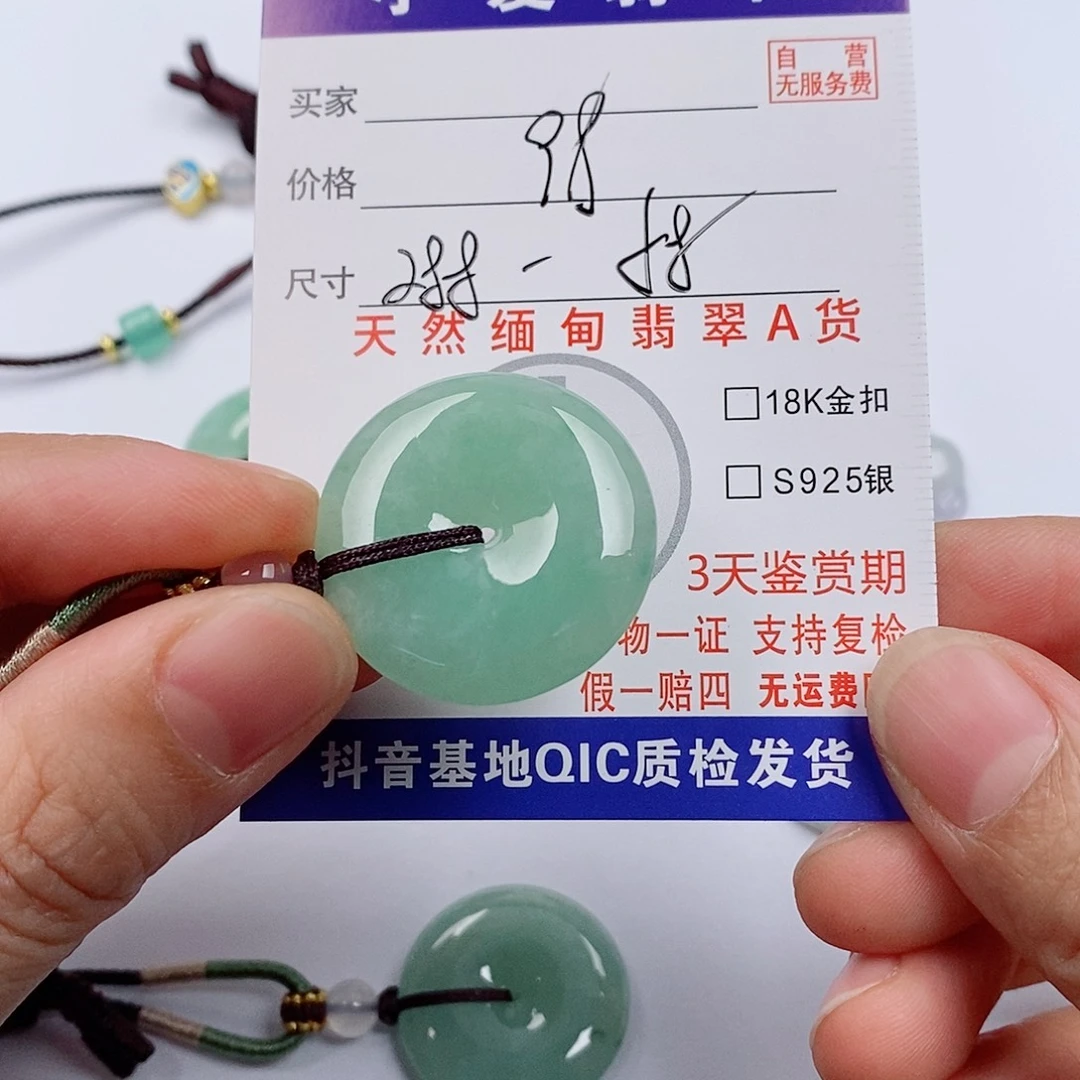 自 营
无服务费
买家
价格 98
尺寸
天然缅甸翡翠A货
18K金扣
S925银
3天鉴赏期
物一证 支持复检
假一赔四 无运费
抖音基地QIC质检发货